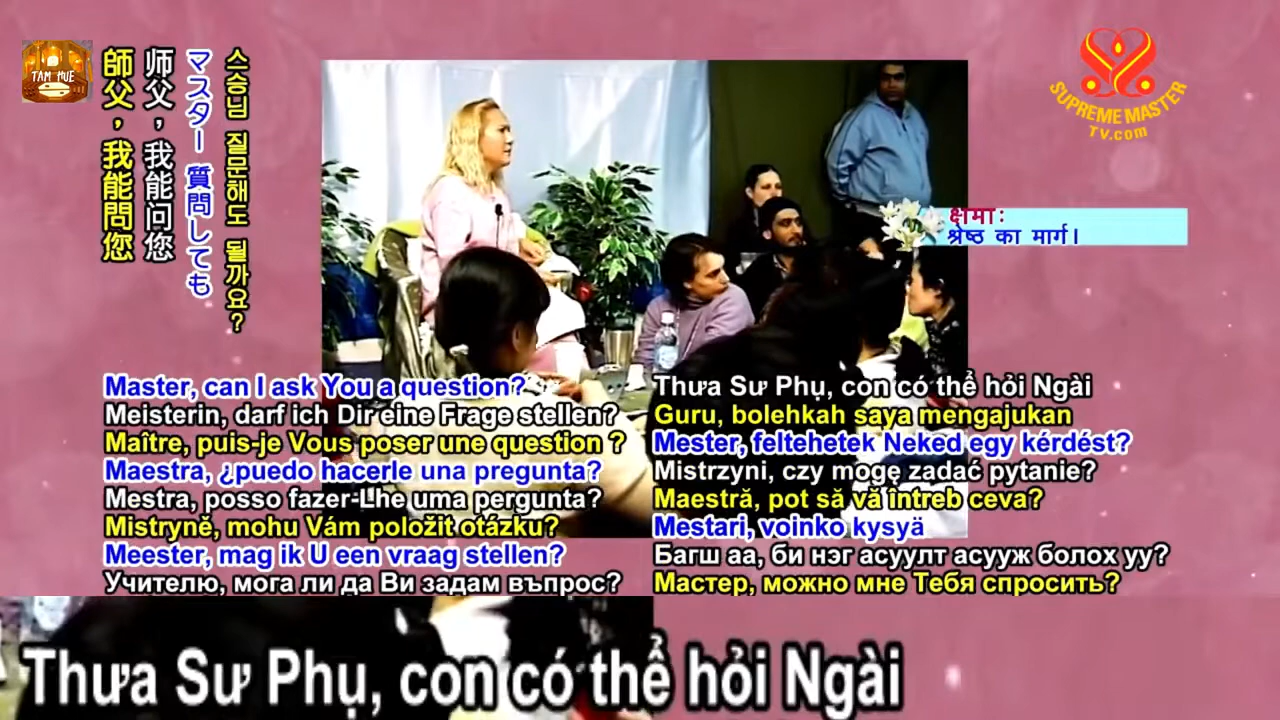 TAM HUE
師父，我能問您
师父，我能问您
マスター 質問しても
스승님 질문해도 될까요?
SUPREME MASTER
TV.com
क्षमा:
श्रेष्ठ का मार्ग।
Master, can I ask You a question?
Meisterin, darf ich Dir eine Frage stellen?
Maître, puis-je Vous poser une question ?
Maestra, ¿puedo hacerle una pregunta?
Mestra, posso fazer-Lhe uma pergunta?
Mistryně, mohu Vám položit otázku?
Meester, mag ik U een vraag stellen?
Учителю, мога ли да Ви задам въпрос?
Thưa Sư Phụ, con có thể hỏi Ngài
Guru, bolehkah saya mengajukan
Mester, feltehetek Neked egy kérdést?
Mistrzyni, czy mogę zadać pytanie?
Maestră, pot să vă întreb ceva?
Mestari, voinko kysyä
Багш аа, би нэг асуулт асууж болох уу?
Мастер, можно мне Тебя спросить?
Thưa Sư Phụ, con có thể hỏi Ngài